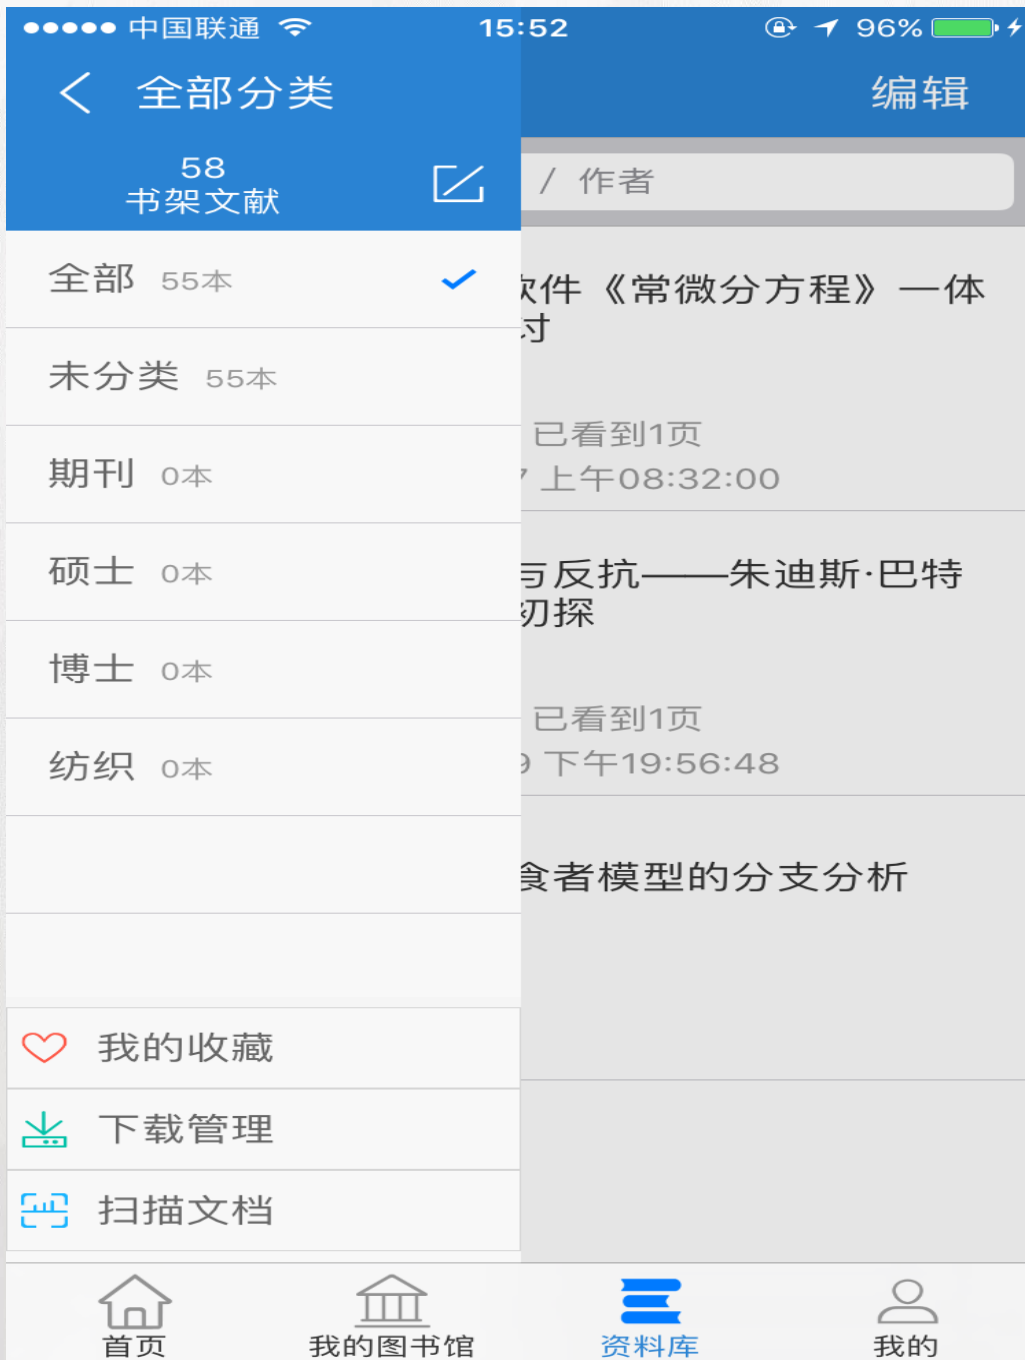 中国联通 15:52 96%
全部分类
编辑
58
书架文献
/ 作者
全部 55本
未分类 55本
期刊 0本
硕士 0本
博士 0本
纺织 0本
件《常微分方程》一体
讨
已看到1页
上午08:32:00
与反抗——朱迪斯·巴特
初探
已看到1页
9 下午19:56:48
食者模型的分支分析
我的收藏
下载管理
扫描文档
首页
我的图书馆
资料库
我的